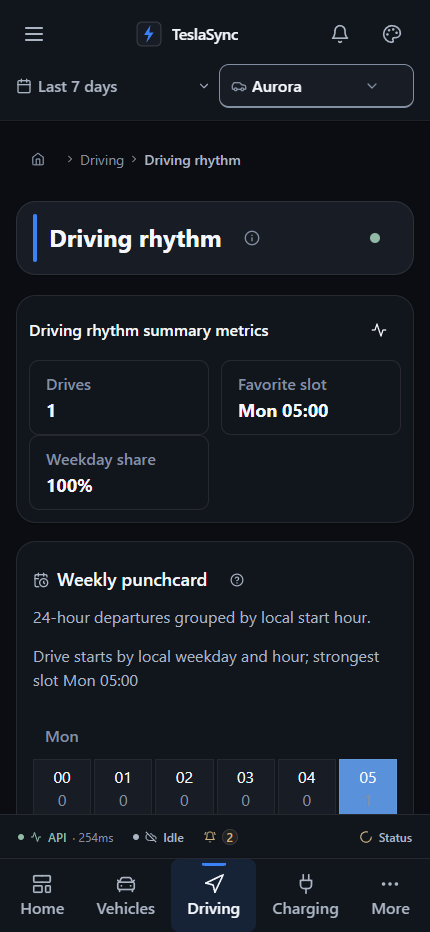 TeslaSync
Last 7 days
Aurora
Driving
Driving rhythm
Driving rhythm
Driving rhythm summary metrics
Drives
1
Favorite slot
Mon 05:00
Weekday share
100%
Weekly punchcard
24-hour departures grouped by local start hour.
Drive starts by local weekday and hour; strongest
slot Mon 05:00
Mon
00 01 02 03 04 05
0 0 0 0 0 1
API · 254ms Idle 2 Status
Home Vehicles Driving Charging More